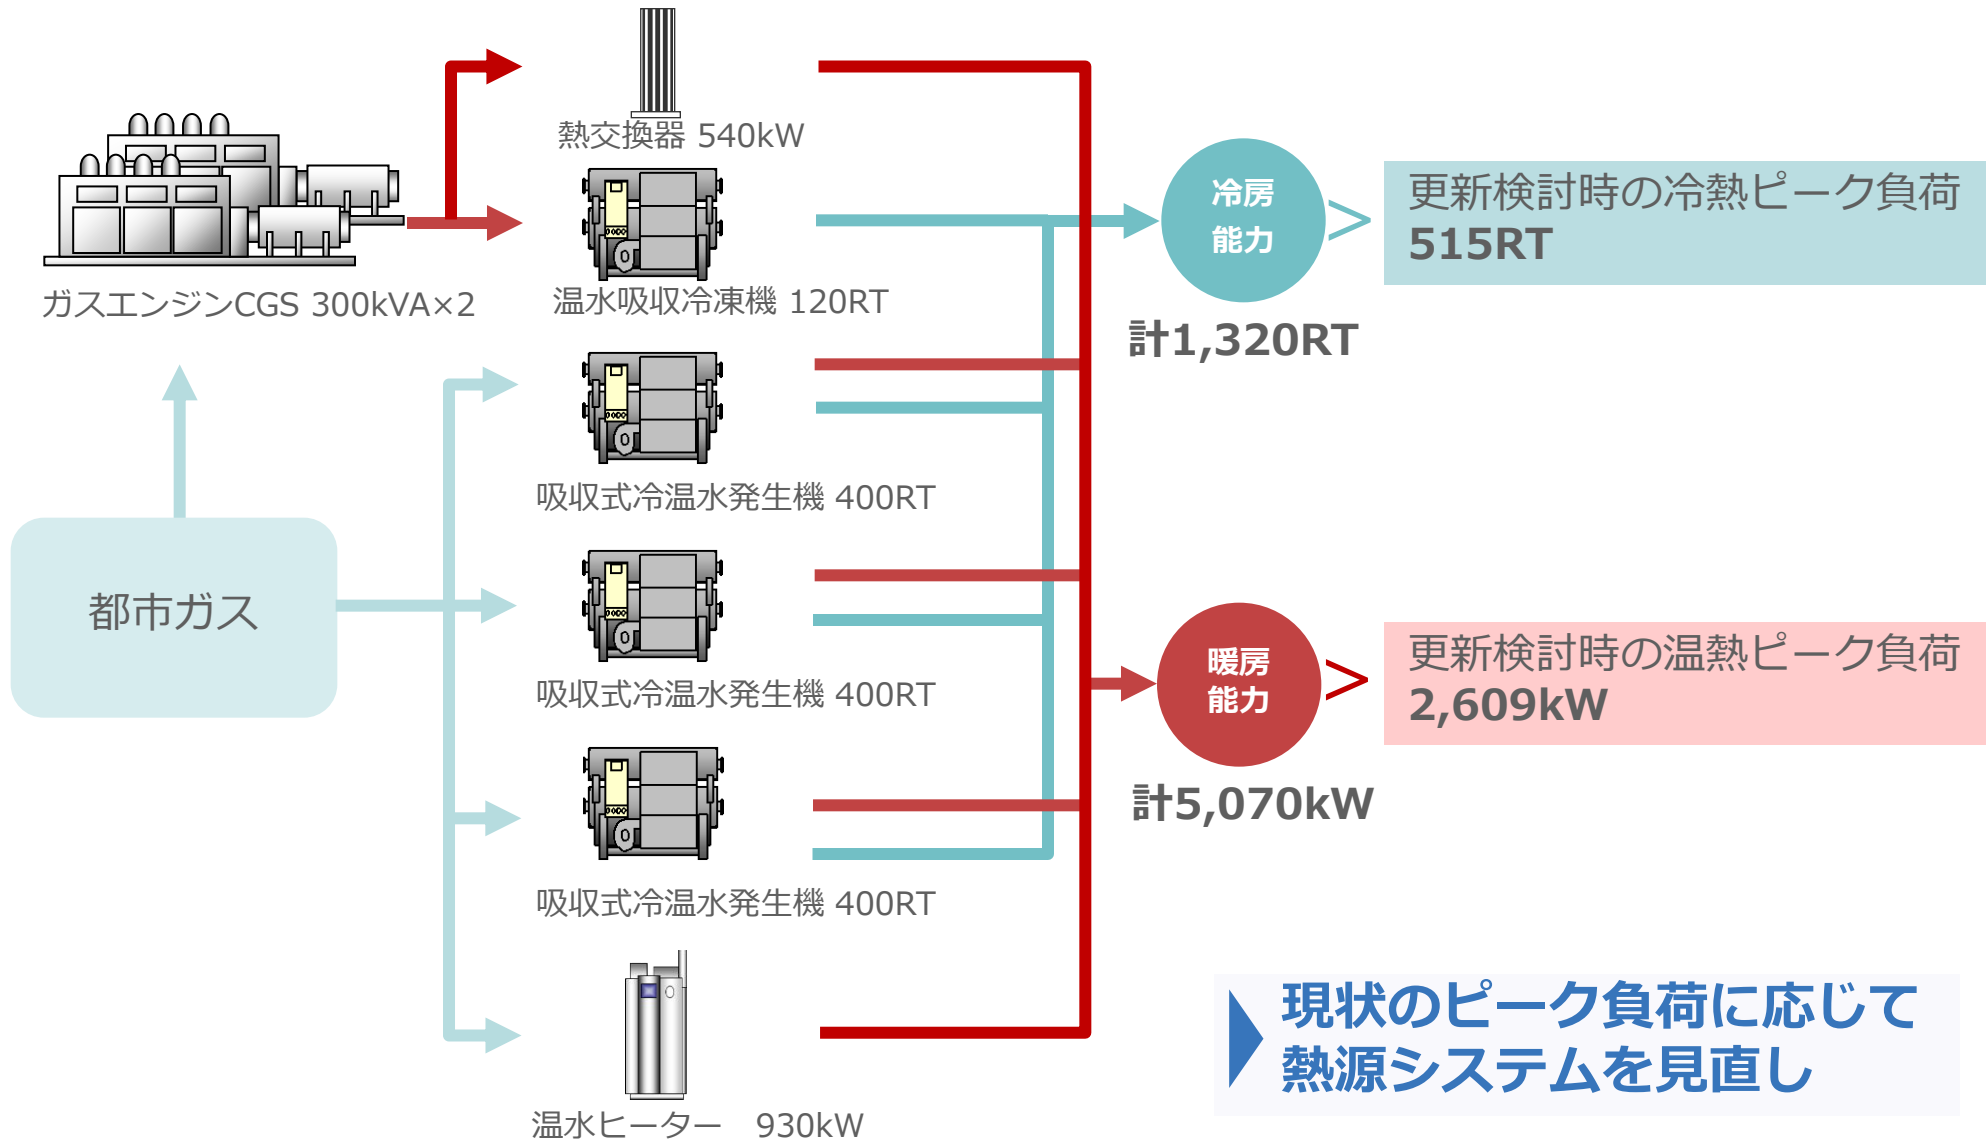 熱交換器 540kW
ガスエンジンCGS 300kVA×2
温水吸収冷凍機 120RT
吸収式冷温水発生機 400RT
都市ガス
吸収式冷温水発生機 400RT
吸収式冷温水発生機 400RT
温水ヒーター　930kW
冷房
能力
計1,320RT
＞
更新検討時の冷熱ピーク負荷
515RT
暖房
能力
計5,070kW
＞
更新検討時の温熱ピーク負荷
2,609kW
現状のピーク負荷に応じて
熱源システムを見直し